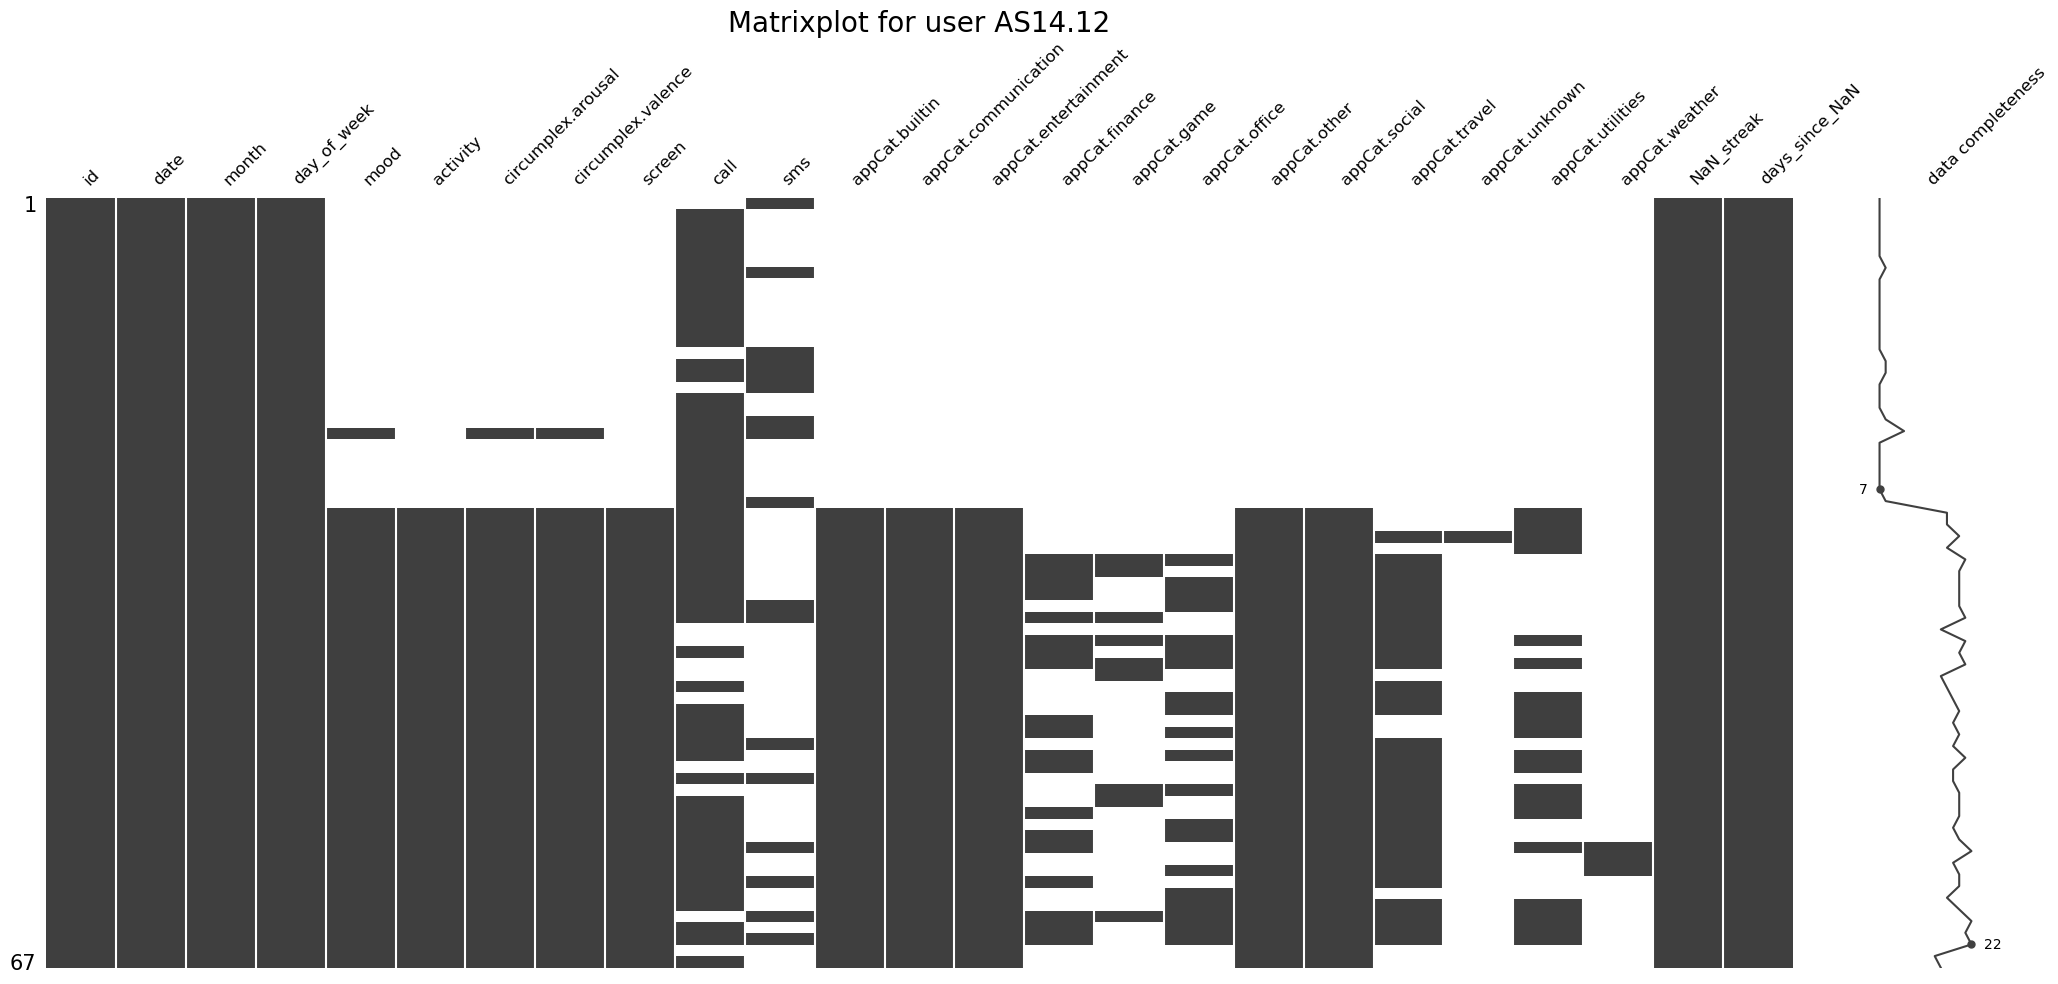 Matrixplot for user AS14.12
id
date
month
day_of_week
mood
activity
circumplex.arousal
circumplex.valence
screen
call
sms
appCat.builtin
appCat.communication
appCat.entertainment
appCat.finance
appCat.game
appCat.office
appCat.other
appCat.social
appCat.travel
appCat.unknown
appCat.utilities
appCat.weather
NaN_streak
days_since_NaN
data completeness
1
7
22
67